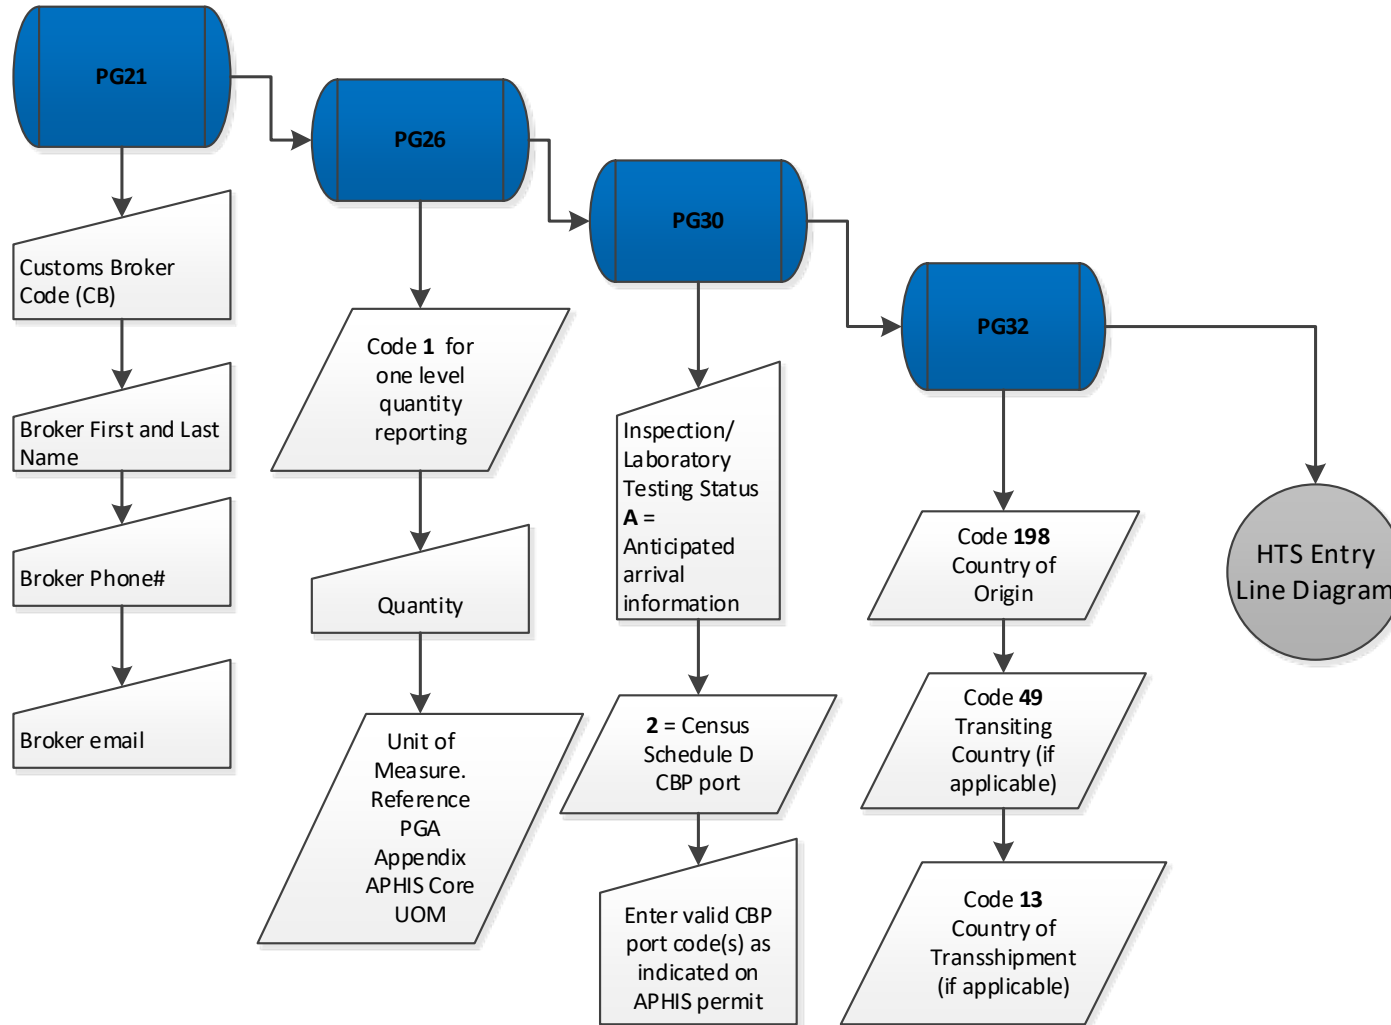 PG21
Customs Broker
Code (CB)
Broker First and Last
Name
Broker Phone#
Broker email
PG26
Code 1 for
one level
quantity
reporting
Quantity
Unit of
Measure.
Reference
PGA
Appendix
APHIS Core
UOM
PG30
Inspection/
Laboratory
Testing Status
A =
Anticipated
arrival
information
2 = Census
Schedule D
CBP port
Enter valid CBP
port code(s) as
indicated on
APHIS permit
PG32
Code 198
Country of
Origin
Code 49
Transiting
Country (if
applicable)
Code 13
Country of
Transshipment
(if applicable)
HTS Entry
Line Diagram